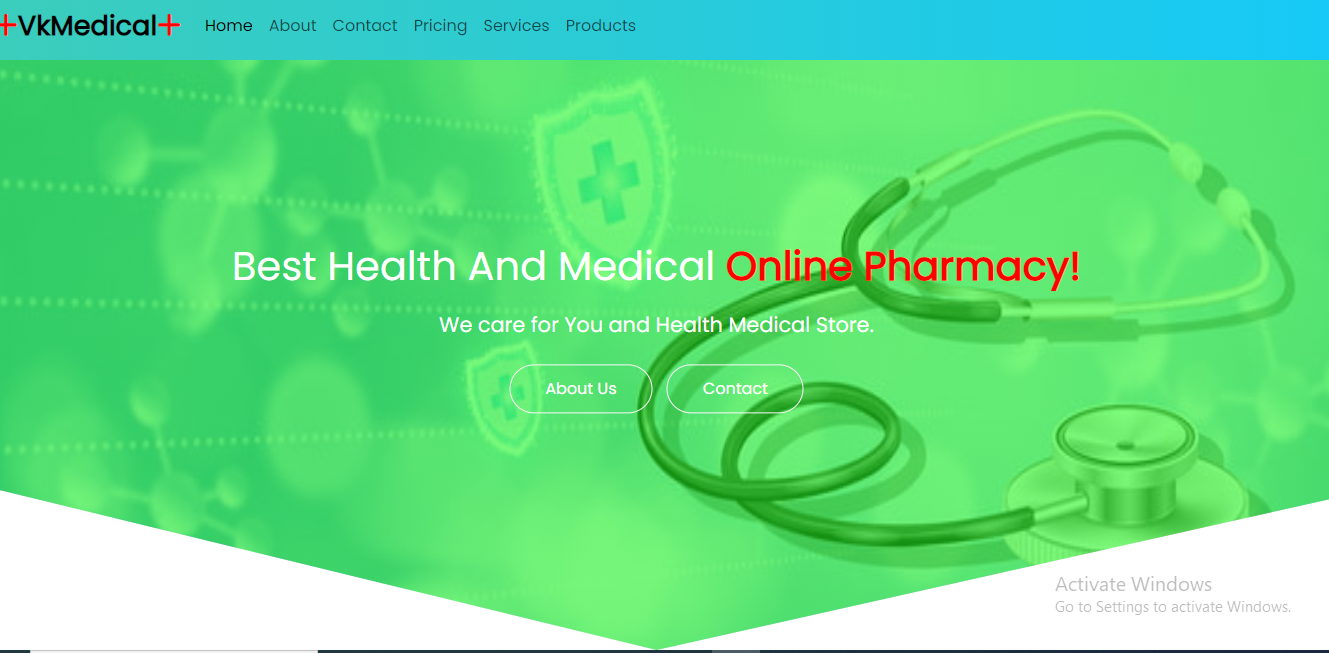 +VkMedical+ Home About Contact Pricing Services Products
Best Health And Medical Online Pharmacy!
We care for You and Health Medical Store.
About Us Contact
Activate Windows
Go to Settings to activate Windows.